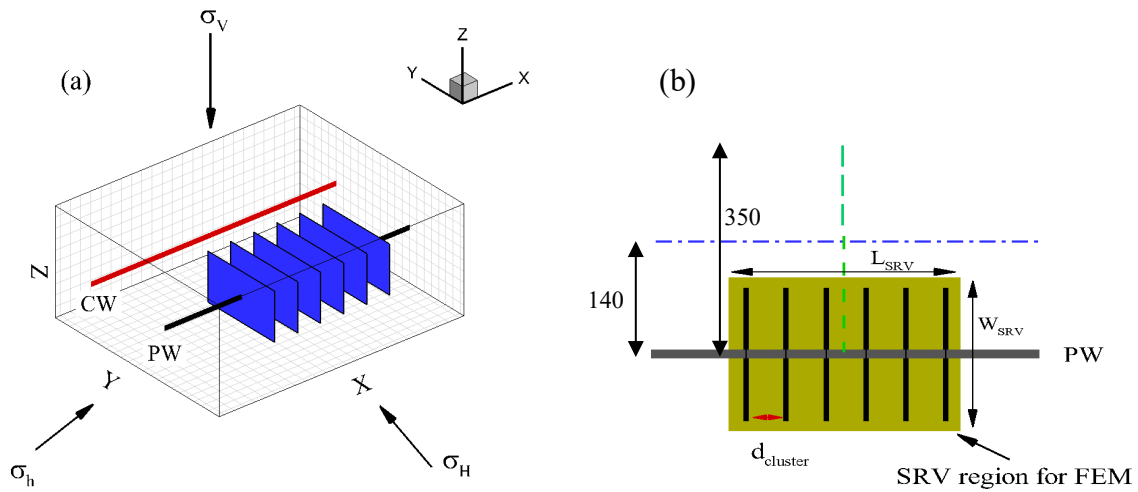 σV
(a)
Z
Y
X
Z
CW
PW
Y
X
σh
σH
(b)
350
140
LSRV
WSRV
PW
dcluster
SRV region for FEM